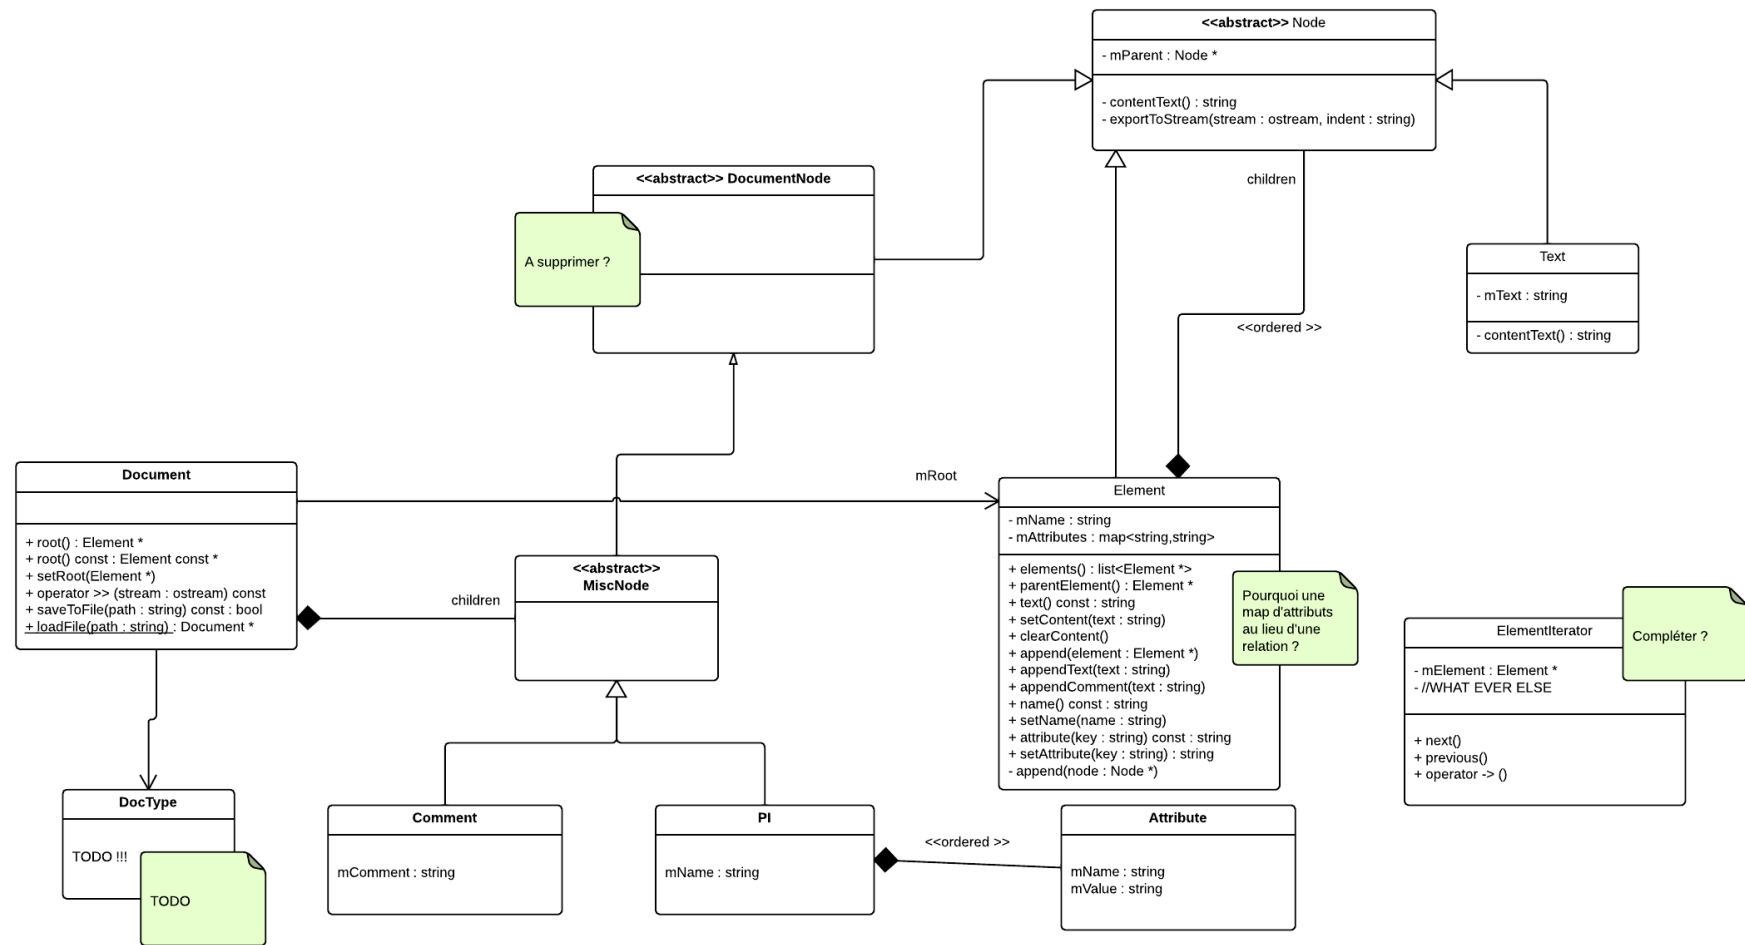 <<abstract>> Node
- mParent : Node *
- contentText() : string
- exportToStream(stream : ostream, indent : string)
children
<<abstract>> DocumentNode
A supprimer ?
Text
- mText : string
- contentText() : string
<<ordered >>
Document
+ root() : Element *
+ root() const : Element const *
+ setRoot(Element *)
+ operator >> (stream : ostream) const
+ saveToFile(path : string) const : bool
+ loadFile(path : string) : Document *
mRoot
children
<<abstract>>
MiscNode
Element
- mName : string
- mAttributes : map<string,string>
+ elements() : list<Element *>
+ parentElement() : Element *
+ text() const : string
+ setContent(text : string)
+ clearContent()
+ append(element : Element *)
+ appendText(text : string)
+ appendComment(text : string)
+ name() const : string
+ setName(name : string)
+ attribute(key : string) const : string
+ setAttribute(key : string) : string
- append(node : Node *)
Pourquoi une
map d'attributs
au lieu d'une
relation ?
ElementIterator
- mElement : Element *
- //WHAT EVER ELSE
+ next()
+ previous()
+ operator -> ()
Compléter ?
DocType
TODO !!!
TODO
Comment
mComment : string
PI
mName : string
<<ordered >>
Attribute
mName : string
mValue : string